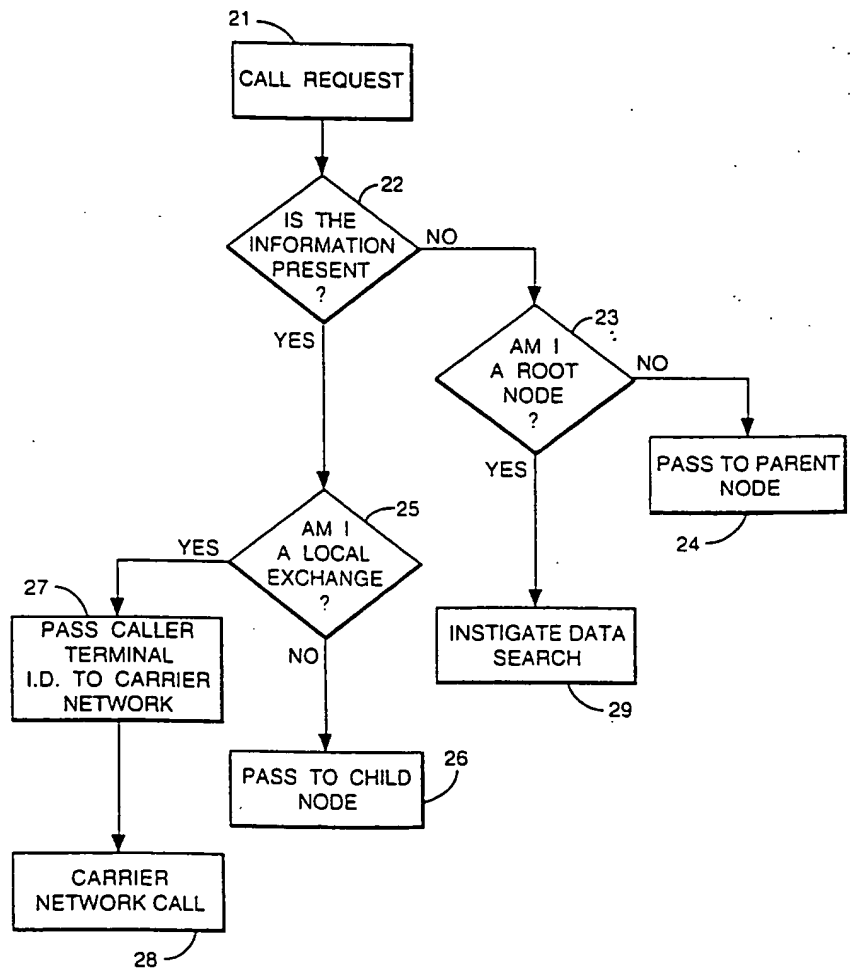 21
CALL REQUEST
22
IS THE
INFORMATION
PRESENT
?
NO
YES
23
AM I
A ROOT
NODE
?
NO
YES
PASS TO PARENT
NODE
24
25
AM I
A LOCAL
EXCHANGE
?
YES
NO
27
PASS CALLER
TERMINAL
I.D. TO CARRIER
NETWORK
INSTIGATE DATA
SEARCH
29
26
PASS TO CHILD
NODE
CARRIER
NETWORK CALL
28